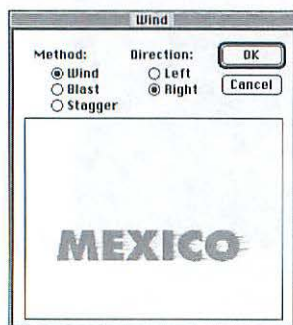 Wind
Method:
Wind
Blast
Stagger
Direction:
Left
Right
OK
Cancel
MEXICO